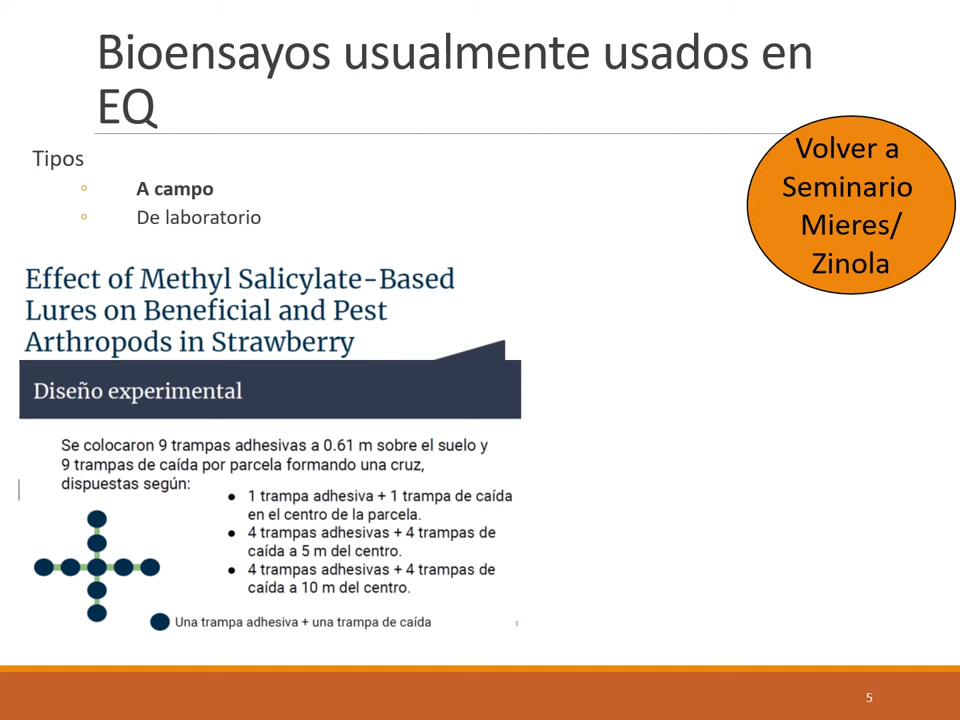 Bioensayos usualmente usados en
EQ
Tipos
A campo
De laboratorio
Volver a
Seminario
Mieres/
Zinola
Effect of Methyl Salicylate-Based
Lures on Beneficial and Pest
Arthropods in Strawberry
Diseño experimental
Se colocaron 9 trampas adhesivas a 0.61 m sobre el suelo y
9 trampas de caída por parcela formando una cruz,
dispuestas según:
● 1 trampa adhesiva + 1 trampa de caída
en el centro de la parcela.
● 4 trampas adhesivas + 4 trampas de
caída a 5 m del centro.
● 4 trampas adhesivas + 4 trampas de
caída a 10 m del centro.
Una trampa adhesiva + una trampa de caída
5